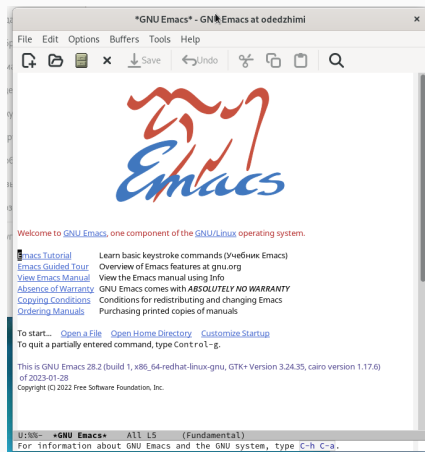 *GNU Emacs* - GNU Emacs at odedzhimi
File Edit Options Buffers Tools Help
Save Undo
Emacs
Welcome to GNU Emacs, one component of the GNU/Linux operating system.
Emacs Tutorial Learn basic keystroke commands (Учебник Emacs)
Emacs Guided Tour Overview of Emacs features at gnu.org
View Emacs Manual View the Emacs manual using Info
Absence of Warranty GNU Emacs comes with ABSOLUTELY NO WARRANTY
Copying Conditions Conditions for redistributing and changing Emacs
Ordering Manuals Purchasing printed copies of manuals
To start... Open a File Open Home Directory Customize Startup
To quit a partially entered command, type Control-g.
This is GNU Emacs 28.2 (build 1, x86_64-redhat-linux-gnu, GTK+ Version 3.24.35, cairo version 1.17.6)
of 2023-01-28
Copyright (C) 2022 Free Software Foundation, Inc.
U:%%- *GNU Emacs* All L5 (Fundamental)
For information about GNU Emacs and the GNU system, type C-h C-a.